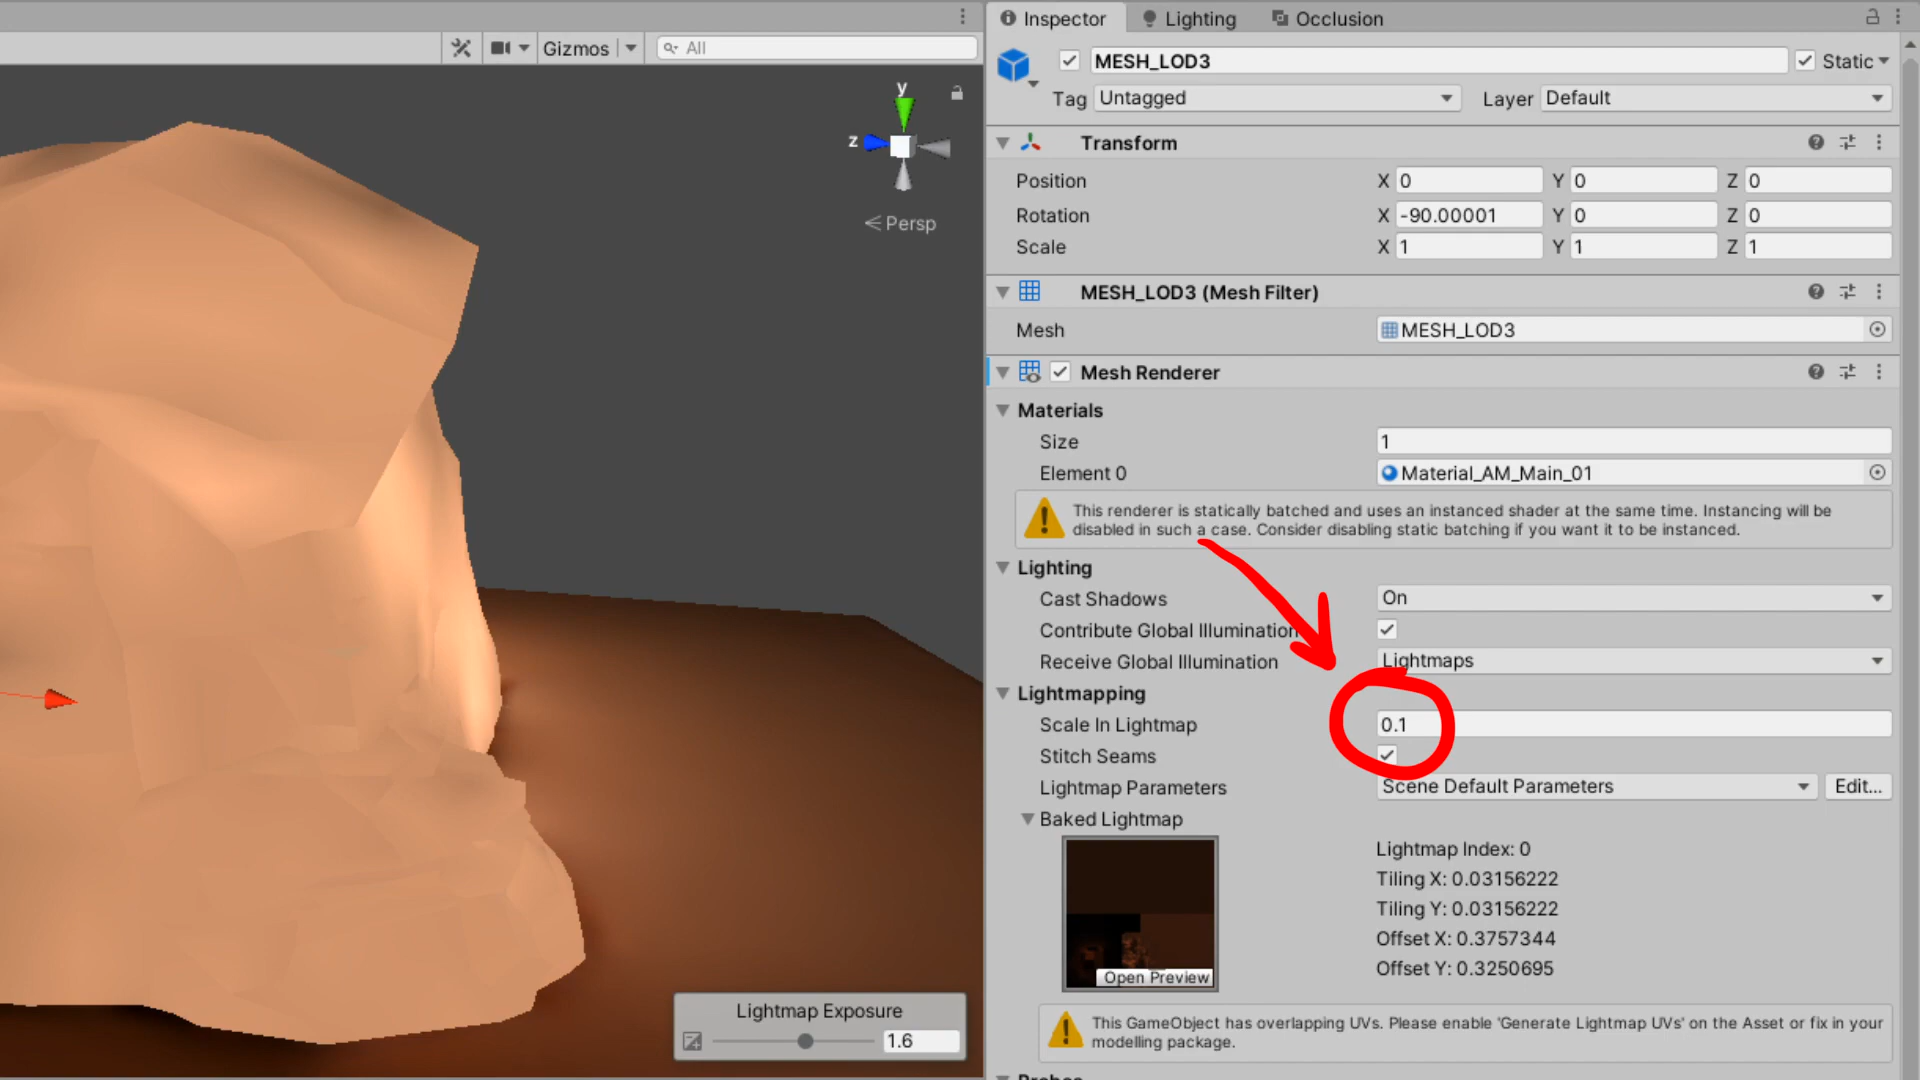 Inspector
Lighting
Occlusion
Gizmos
All
MESH_LOD3
Static
Tag Untagged
Layer Default
y
z
< Persp
Transform
Position X 0 Y 0 Z 0
Rotation X -90.00001 Y 0 Z 0
Scale X 1 Y 1 Z 1
MESH_LOD3 (Mesh Filter)
Mesh MESH_LOD3
Mesh Renderer
Materials
Size 1
Element 0 Material_AM_Main_01
This renderer is statically batched and uses an instanced shader at the same time. Instancing will be
disabled in such a case. Consider disabling static batching if you want it to be instanced.
Lighting
Cast Shadows On
Contribute Global Illumination
Receive Global Illumination Lightmaps
Lightmapping
Scale In Lightmap 0.1
Stitch Seams
Lightmap Parameters Scene Default Parameters Edit...
Baked Lightmap
Open Preview
Lightmap Index: 0
Tiling X: 0.03156222
Tiling Y: 0.03156222
Offset X: 0.3757344
Offset Y: 0.3250695
Lightmap Exposure
1.6
This GameObject has overlapping UVs. Please enable 'Generate Lightmap UVs' on the Asset or fix in your
modelling package.